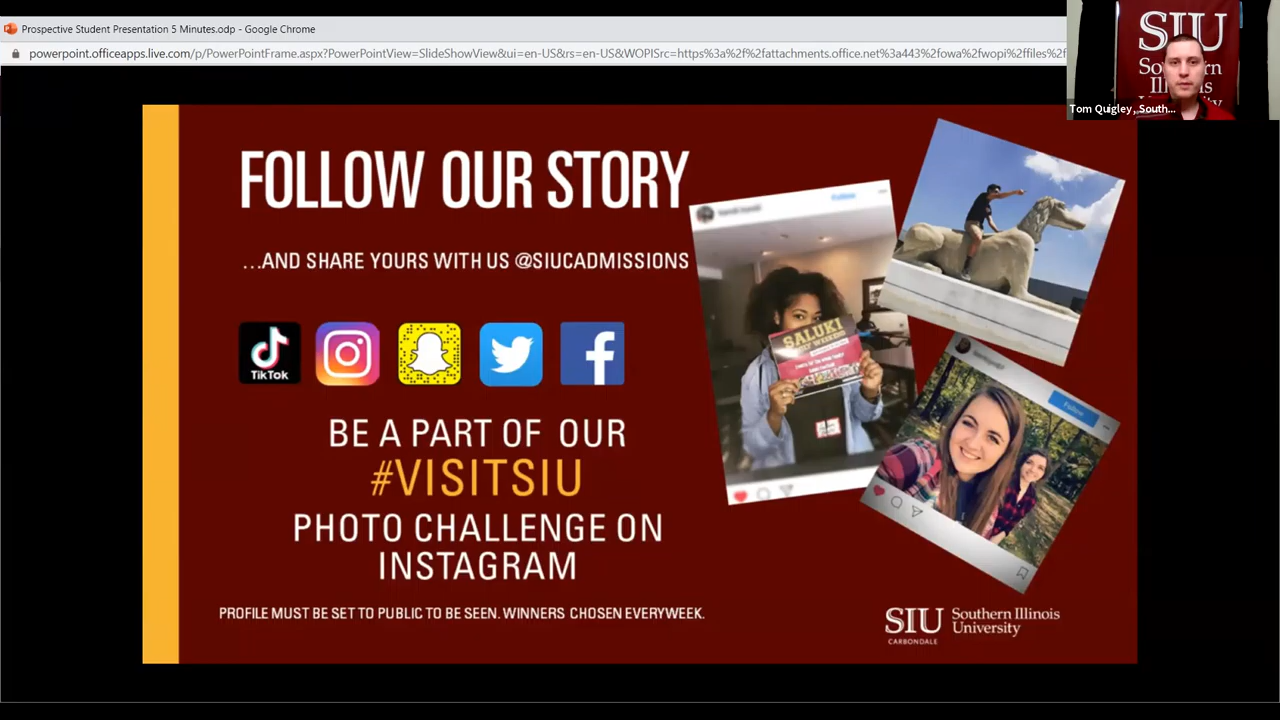 Prospective Student Presentation 5 Minutes.odp - Google Chrome
powerpoint.officeapps.live.com/p/PowerPointFrame.aspx?PowerPointView=SlideShowView&ui=en-US&rs=en-US&WOPISrc=https%3a%2f%2fattachments.office.net%3a443%2fowa%2fwopi%2ffiles%2f
SIU
Southern
Illinois
University
Tom Quigley, South...
FOLLOW OUR STORY
...AND SHARE YOURS WITH US @SIUCADMISSIONS
TikTok
BE A PART OF OUR
#VISITSIU
PHOTO CHALLENGE ON
INSTAGRAM
PROFILE MUST BE SET TO PUBLIC TO BE SEEN. WINNERS CHOSEN EVERYWEEK.
Follow
SALUKI
Follow
SIU Southern Illinois
University
CARBONDALE